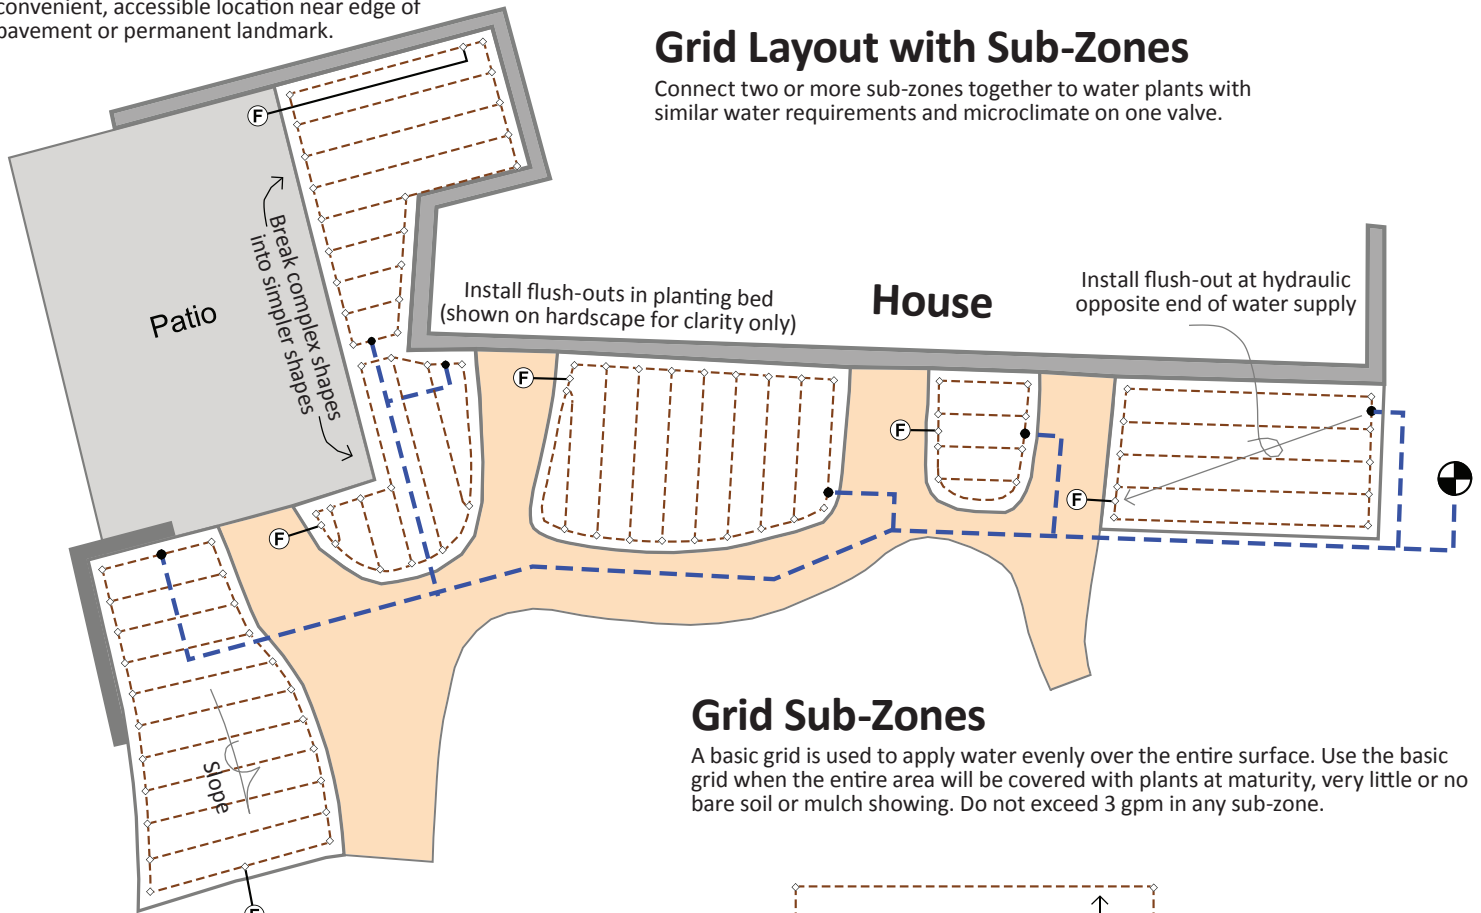 convenient, accessible location near edge of
pavement or permanent landmark.
Grid Layout with Sub-Zones
Connect two or more sub-zones together to water plants with
similar water requirements and microclimate on one valve.
F
Break complex shapes
into simpler shapes
Patio
Install flush-outs in planting bed
(shown on hardscape for clarity only)
House
Install flush-out at hydraulic
opposite end of water supply
F
F
F
F
Slope
F
Grid Sub-Zones
A basic grid is used to apply water evenly over the entire surface. Use the basic
grid when the entire area will be covered with plants at maturity, very little or no
bare soil or mulch showing. Do not exceed 3 gpm in any sub-zone.